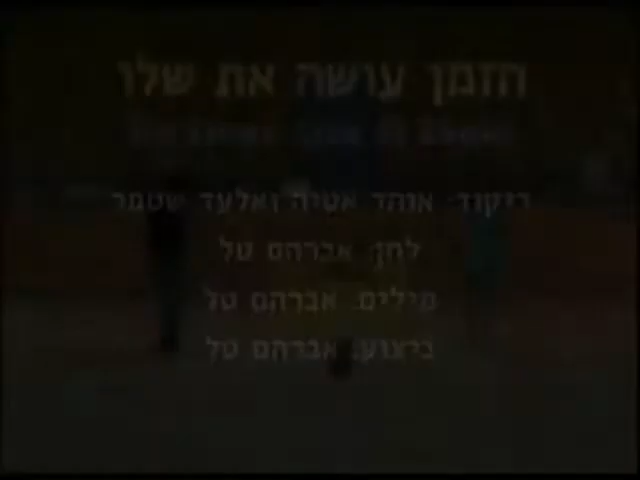 הזמן עושה את שלו
ריקוד: אוהד אטיה ואלעד שטמר
לחן: אברהם טל
מילים: אברהם טל
ביצוע: אברהם טל